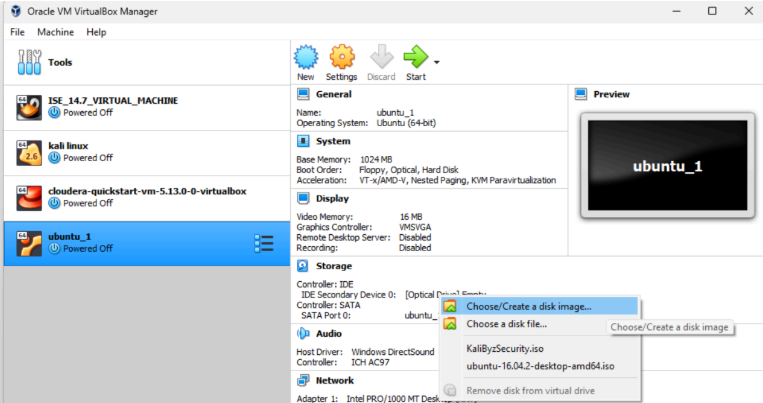 Oracle VM VirtualBox Manager
File Machine Help
Tools
New Settings Discard Start
64
ISE_14.7_VIRTUAL_MACHINE
Powered Off
64
2.6
kali linux
Powered Off
64
cloudera-quickstart-vm-5.13.0-0-virtualbox
Powered Off
64
ubuntu_1
Powered Off
General
Name: ubuntu_1
Operating System: Ubuntu (64-bit)
System
Base Memory: 1024 MB
Boot Order: Floppy, Optical, Hard Disk
Acceleration: VT-x/AMD-V, Nested Paging, KVM Paravirtualization
Display
Video Memory: 16 MB
Graphics Controller: VMSVGA
Remote Desktop Server: Disabled
Recording: Disabled
Storage
Controller: IDE
IDE Secondary Device 0: [Optical Drive] Empty
Controller: SATA
SATA Port 0: ubuntu_
Audio
Host Driver: Windows DirectSound
Controller: ICH AC97
Network
Adapter 1: Intel PRO/1000 MT Desk
Preview
ubuntu_1
Choose/Create a disk image...
Choose a disk file...
Choose/Create a disk image
KaliByzSecurity.iso
ubuntu-16.04.2-desktop-amd64.iso
Remove disk from virtual drive